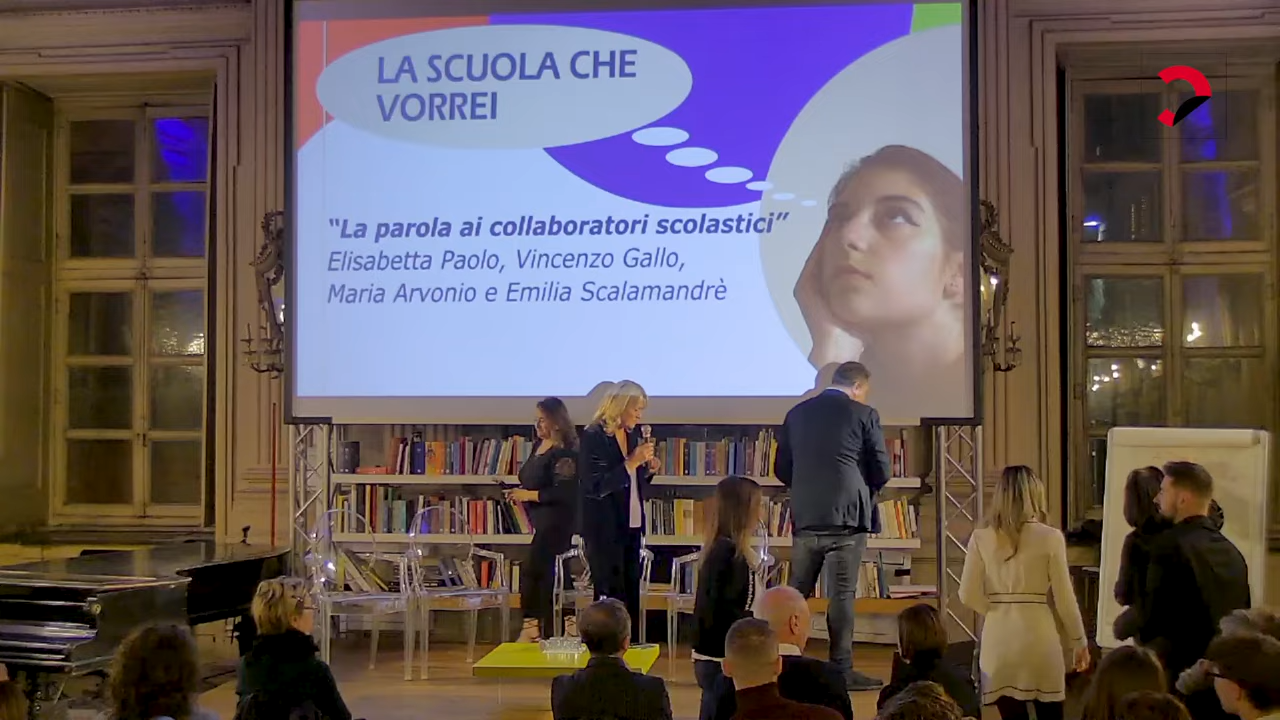 LA SCUOLA CHE
VORREI
“La parola ai collaboratori scolastici”
Elisabetta Paolo, Vincenzo Gallo,
Maria Arvonio e Emilia Scalamandrè